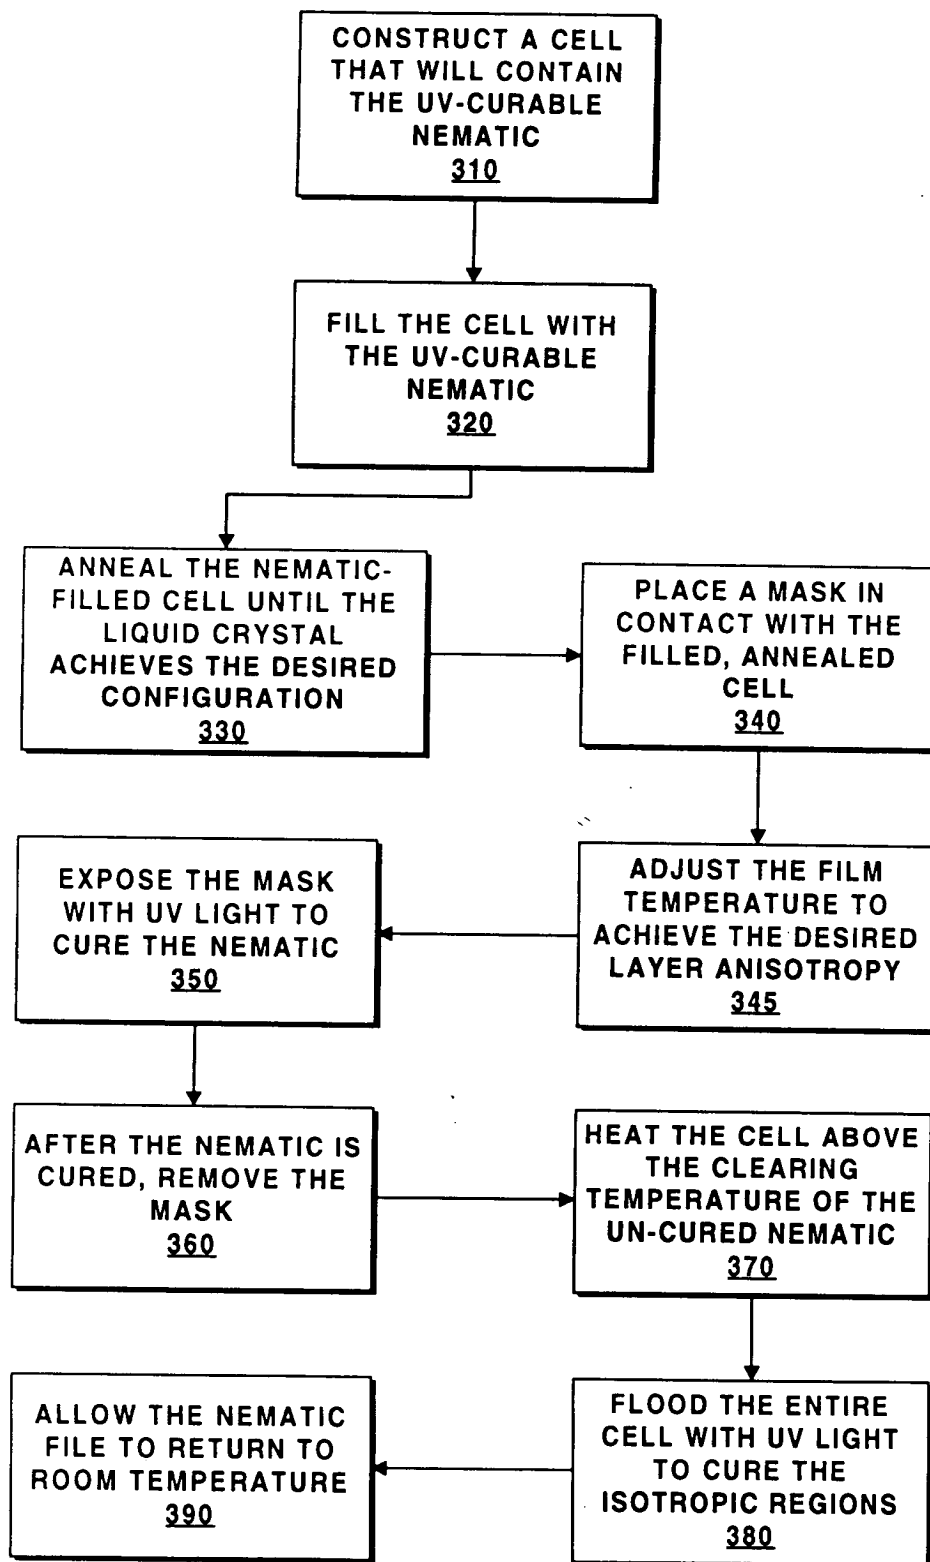 CONSTRUCT A CELL
THAT WILL CONTAIN
THE UV-CURABLE
NEMATIC
310
FILL THE CELL WITH
THE UV-CURABLE
NEMATIC
320
ANNEAL THE NEMATIC-
FILLED CELL UNTIL THE
LIQUID CRYSTAL
ACHIEVES THE DESIRED
CONFIGURATION
330
PLACE A MASK IN
CONTACT WITH THE
FILLED, ANNEALED
CELL
340
ADJUST THE FILM
TEMPERATURE TO
ACHIEVE THE DESIRED
LAYER ANISOTROPY
345
EXPOSE THE MASK
WITH UV LIGHT TO
CURE THE NEMATIC
350
AFTER THE NEMATIC IS
CURED, REMOVE THE
MASK
360
HEAT THE CELL ABOVE
THE CLEARING
TEMPERATURE OF THE
UN-CURED NEMATIC
370
FLOOD THE ENTIRE
CELL WITH UV LIGHT
TO CURE THE
ISOTROPIC REGIONS
380
ALLOW THE NEMATIC
FILE TO RETURN TO
ROOM TEMPERATURE
390